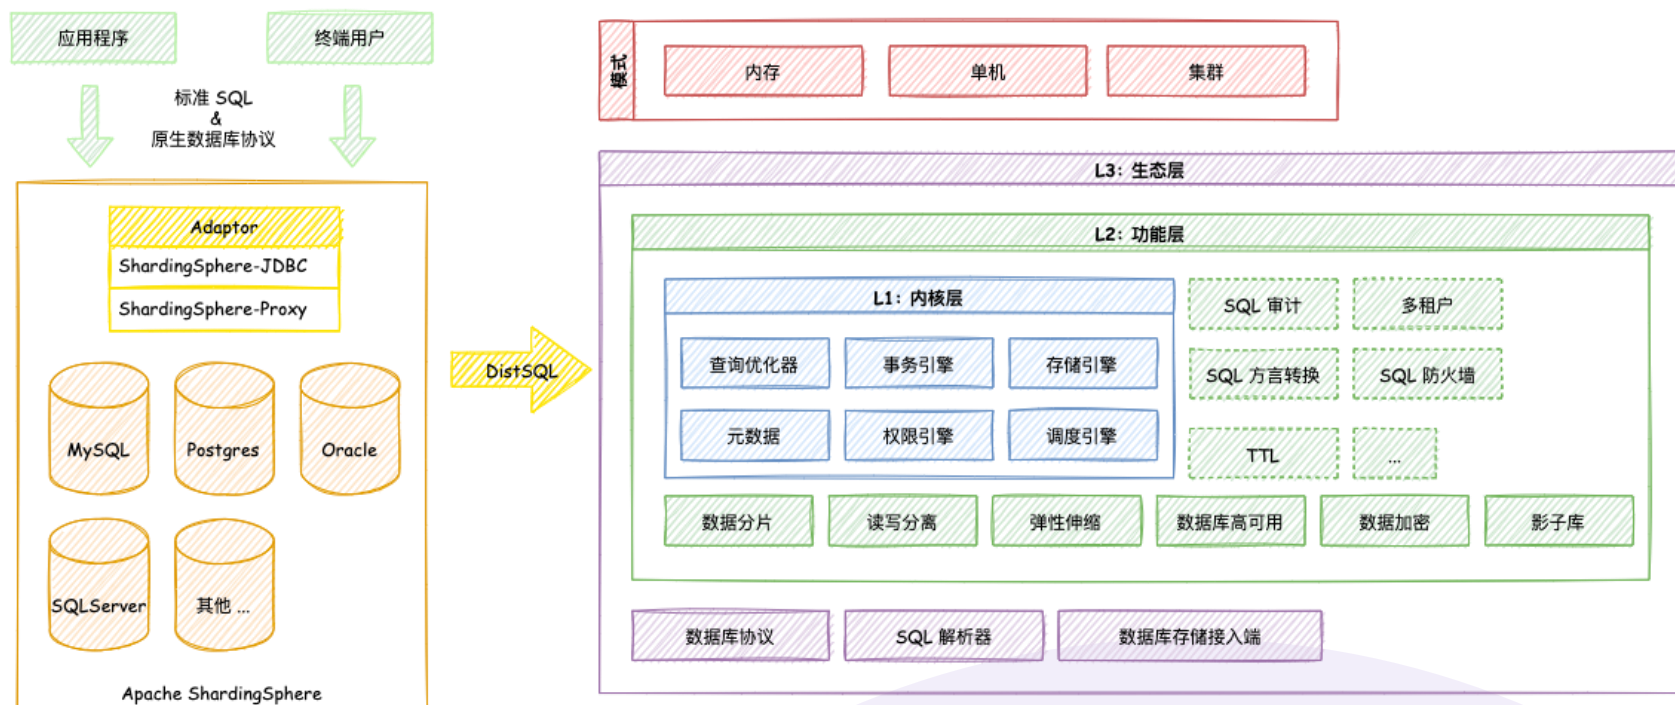 应用程序
终端用户
标准 SQL
&
原生数据库协议
Adaptor
ShardingSphere-JDBC
ShardingSphere-Proxy
MySQL
Postgres
Oracle
SQLServer
其他 ...
Apache ShardingSphere
DistSQL
模式
内存
单机
集群
L3: 生态层
L2: 功能层
L1: 内核层
查询优化器
事务引擎
存储引擎
元数据
权限引擎
调度引擎
SQL 审计
多租户
SQL 方言转换
SQL 防火墙
TTL
...
数据分片
读写分离
弹性伸缩
数据库高可用
数据加密
影子库
数据库协议
SQL 解析器
数据库存储接入端